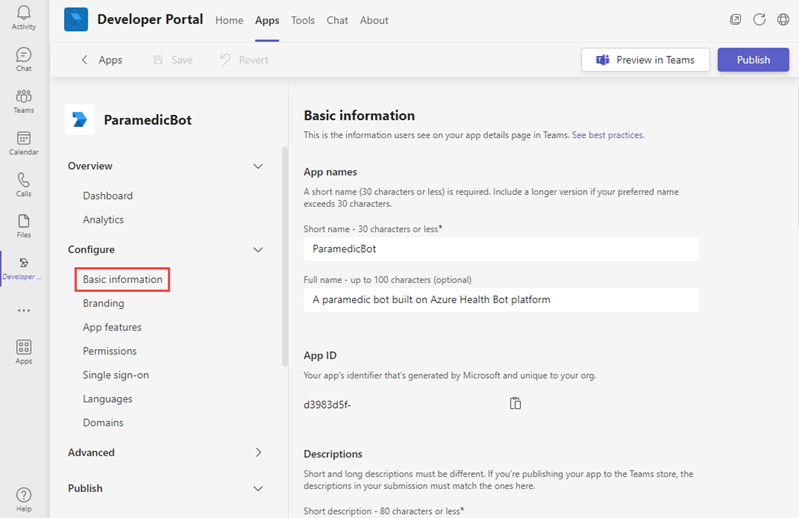 Activity
Chat
Teams
Calendar
Calls
Files
Developer ...
Apps
Help
Developer Portal Home Apps Tools Chat About
Apps Save Revert Preview in Teams Publish
ParamedicBot
Overview
Dashboard
Analytics
Configure
Basic information
Branding
App features
Permissions
Single sign-on
Languages
Domains
Advanced
Publish
Basic information
This is the information users see on your app details page in Teams. See best practices.
App names
A short name (30 characters or less) is required. Include a longer version if your preferred name
exceeds 30 characters.
Short name - 30 characters or less*
ParamedicBot
Full name - up to 100 characters (optional)
A paramedic bot built on Azure Health Bot platform
App ID
Your app's identifier that's generated by Microsoft and unique to your org.
d3983d5f-
Descriptions
Short and long descriptions must be different. If you're publishing your app to the Teams store, the
descriptions in your submission must match the ones here.
Short description - 80 characters or less*